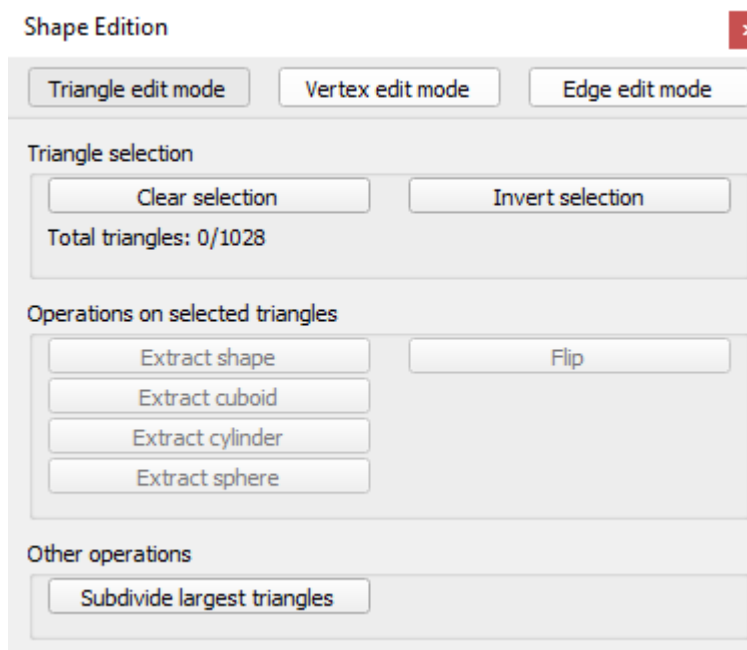 Shape Edition
Triangle edit mode
Vertex edit mode
Edge edit mode
Triangle selection
Clear selection
Invert selection
Total triangles: 0/1028
Operations on selected triangles
Extract shape
Flip
Extract cuboid
Extract cylinder
Extract sphere
Other operations
Subdivide largest triangles